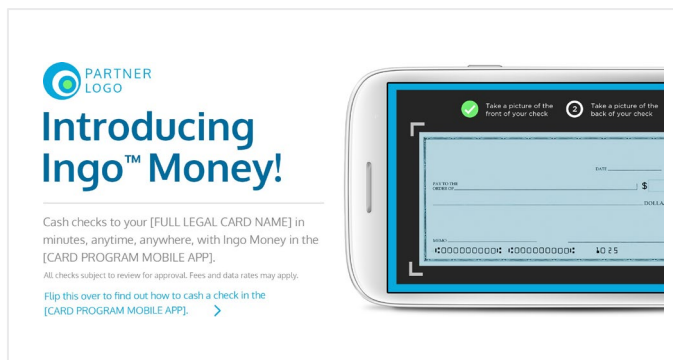 PARTNER
LOGO
Introducing
Ingo™ Money!
Cash checks to your [FULL LEGAL CARD NAME] in
minutes, anytime, anywhere, with Ingo Money in the
[CARD PROGRAM MOBILE APP].
All checks subject to review for approval. Fees and data rates may apply.
Flip this over to find out how to cash a check in the
[CARD PROGRAM MOBILE APP].
Take a picture of the
front of your check
2 Take a picture of the
back of your check
DATE
PAY TO THE
ORDER OF
$
DOLLA
MEMO
⑆000000000⑆ ⑆000000000⑆ 1025